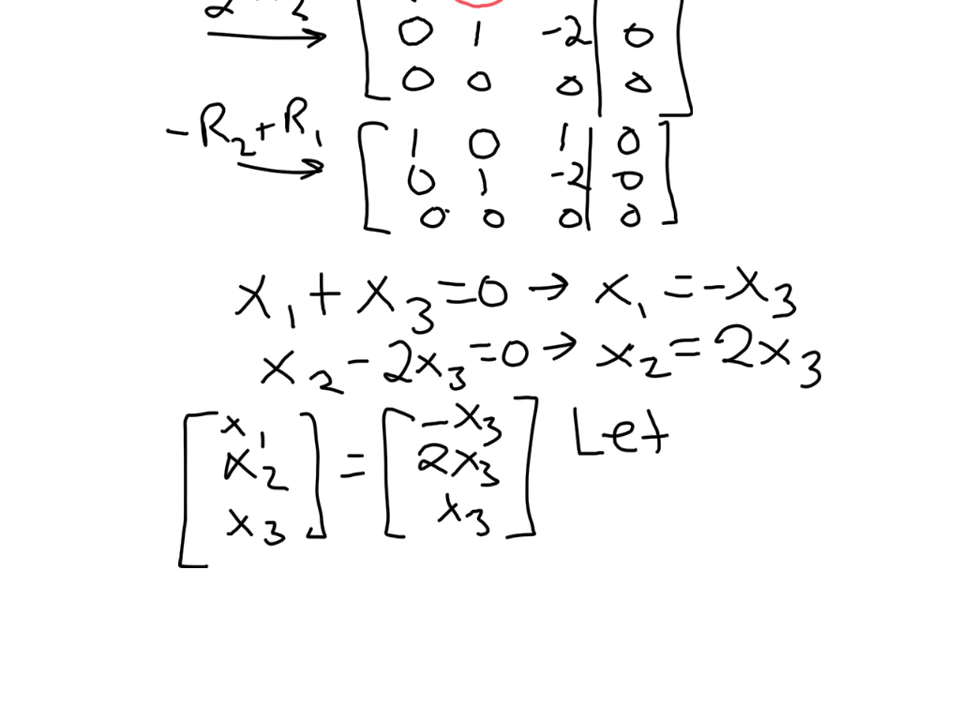 0 1 -2 | 0
0 0 0 | 0
-R₂+R₁
1 0 1 | 0
0 1 -2 | 0
0 0 0 | 0
x₁+x₃=0→x₁=-x₃
x₂-2x₃=0→x₂=2x₃
[x₁ x₂ x₃] = [-x₃ 2x₃ x₃] Let